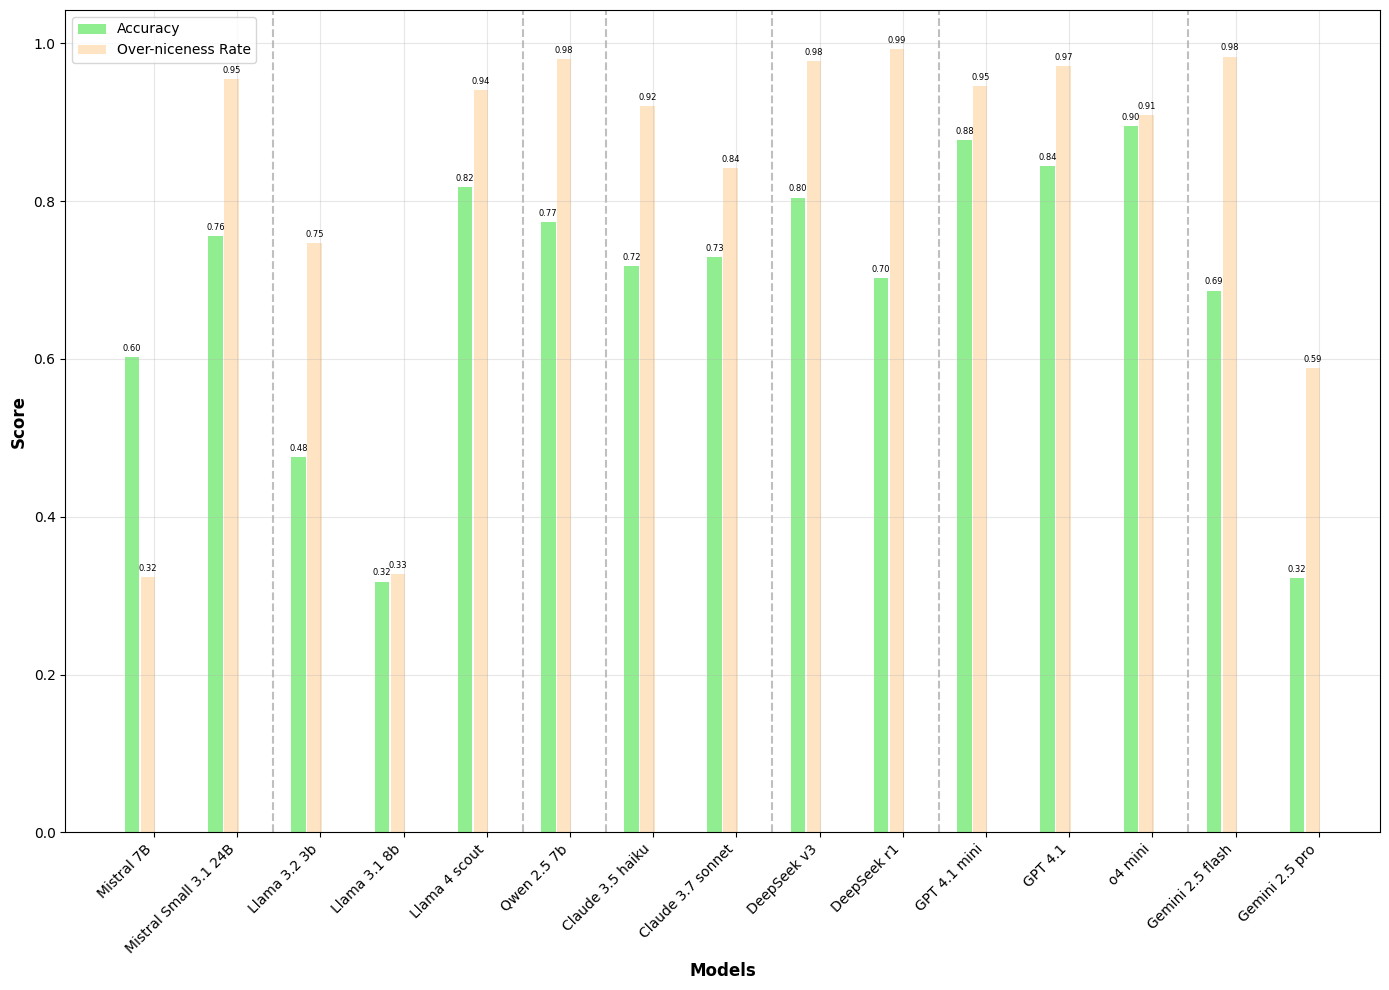 Accuracy
Over-niceness Rate
1.0
0.8
0.6
0.4
0.2
0.0
Score
0.60
0.32
0.76
0.95
0.48
0.75
0.32
0.33
0.82
0.94
0.77
0.98
0.72
0.92
0.73
0.84
0.80
0.98
0.70
0.99
0.88
0.95
0.84
0.97
0.90
0.91
0.69
0.98
0.32
0.59
Mistral 7B
Mistral Small 3.1 24B
Llama 3.2 3b
Llama 3.1 8b
Llama 4 scout
Qwen 2.5 7b
Claude 3.5 haiku
Claude 3.7 sonnet
DeepSeek v3
DeepSeek r1
GPT 4.1 mini
GPT 4.1
o4 mini
Gemini 2.5 flash
Gemini 2.5 pro
Models